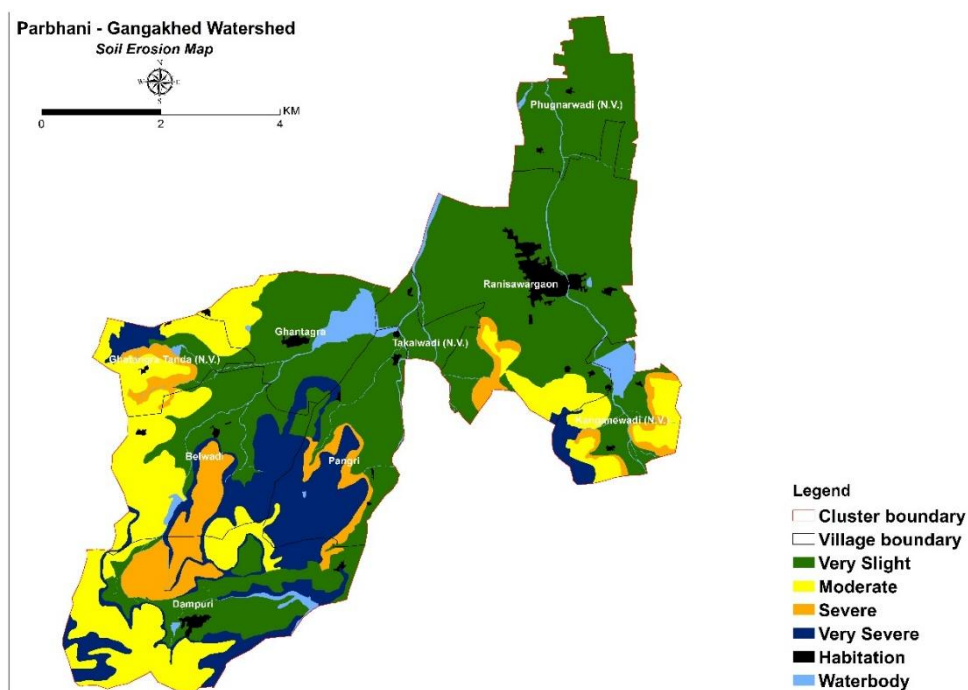 Parbhani - Gangakhed Watershed
Soil Erosion Map
N
W E
S
KM
0 2 4
Phugnarwadi (N.V.)
Ranisawargaon
Ghantagra
Takalwadi (N.V.)
Tanda (N.V.)
(N.V.)
Belwadi
Pangri
Dampuri
Legend
Cluster boundary
Village boundary
Very Slight
Moderate
Severe
Very Severe
Habitation
Waterbody